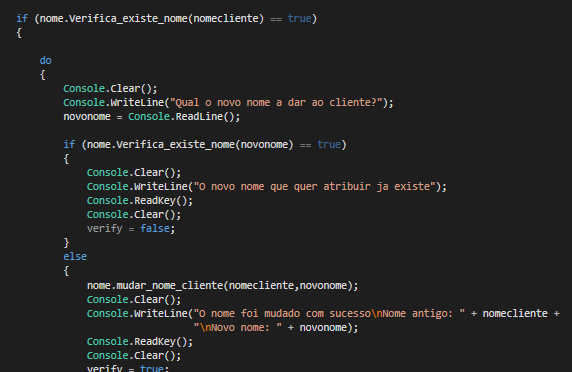 if (nome.Verifica_existe_nome(nomecliente) == true)
{
do
{
Console.Clear();
Console.WriteLine("Qual o novo nome a dar ao cliente?");
novonome = Console.ReadLine();
if (nome.Verifica_existe_nome(novonome) == true)
{
Console.Clear();
Console.WriteLine("O novo nome que quer atribuir ja existe");
Console.ReadKey();
Console.Clear();
verify = false;
}
else
{
nome.mudar_nome_cliente(nomecliente,novonome);
Console.Clear();
Console.WriteLine("O nome foi mudado com sucesso\nNome antigo: " + nomecliente +
"\nNovo nome: " + novonome);
Console.ReadKey();
Console.Clear();
verify = true;